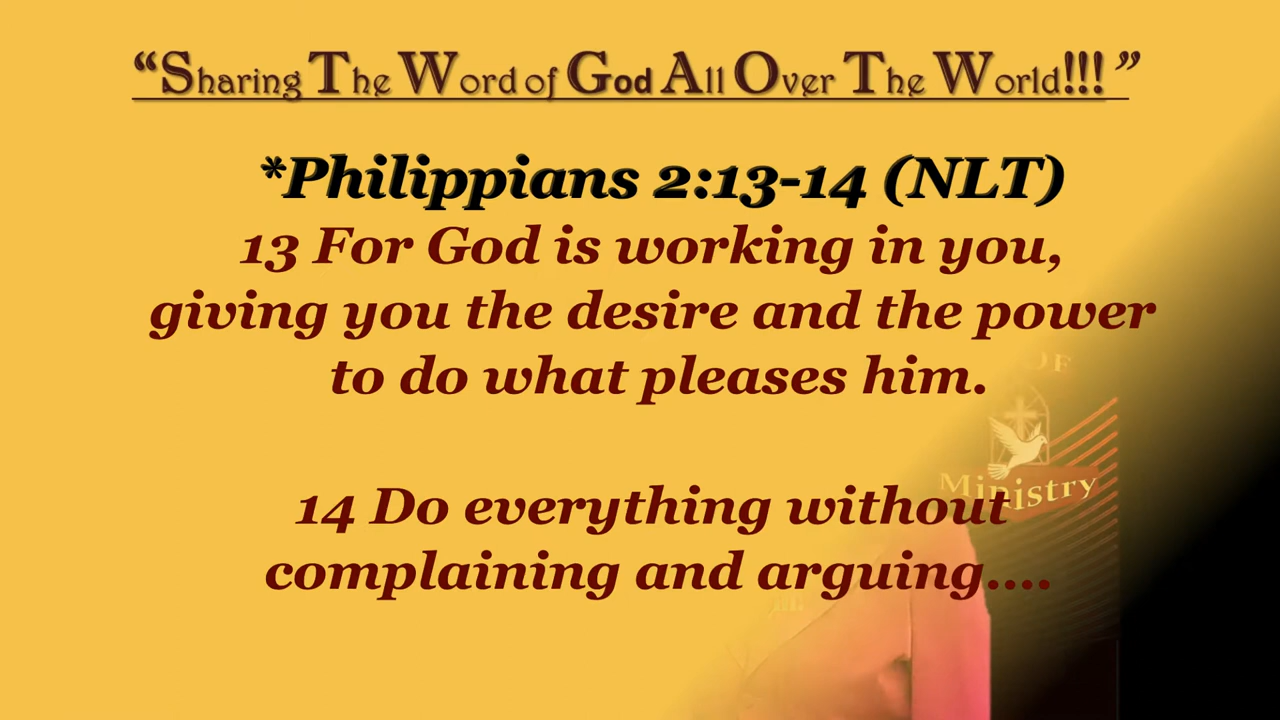 “Sharing The Word of God All Over The World!!!”
*Philippians 2:13-14 (NLT)
13 For God is working in you,
giving you the desire and the power
to do what pleases him.
OF
Ministry
14 Do everything without
complaining and arguing....